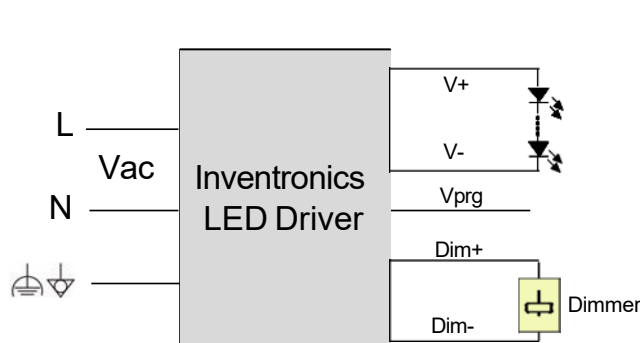 L
Vac
N
Inventronics
LED Driver
V+
V-
Vprg
Dim+
Dim-
Dimmer